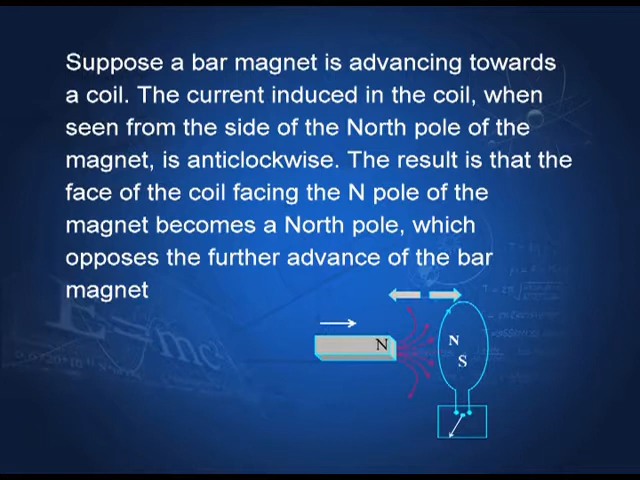 Suppose a bar magnet is advancing towards
a coil. The current induced in the coil, when
seen from the side of the North pole of the
magnet, is anticlockwise. The result is that the
face of the coil facing the N pole of the
magnet becomes a North pole, which
opposes the further advance of the bar
magnet
N
N
S
E=mc²